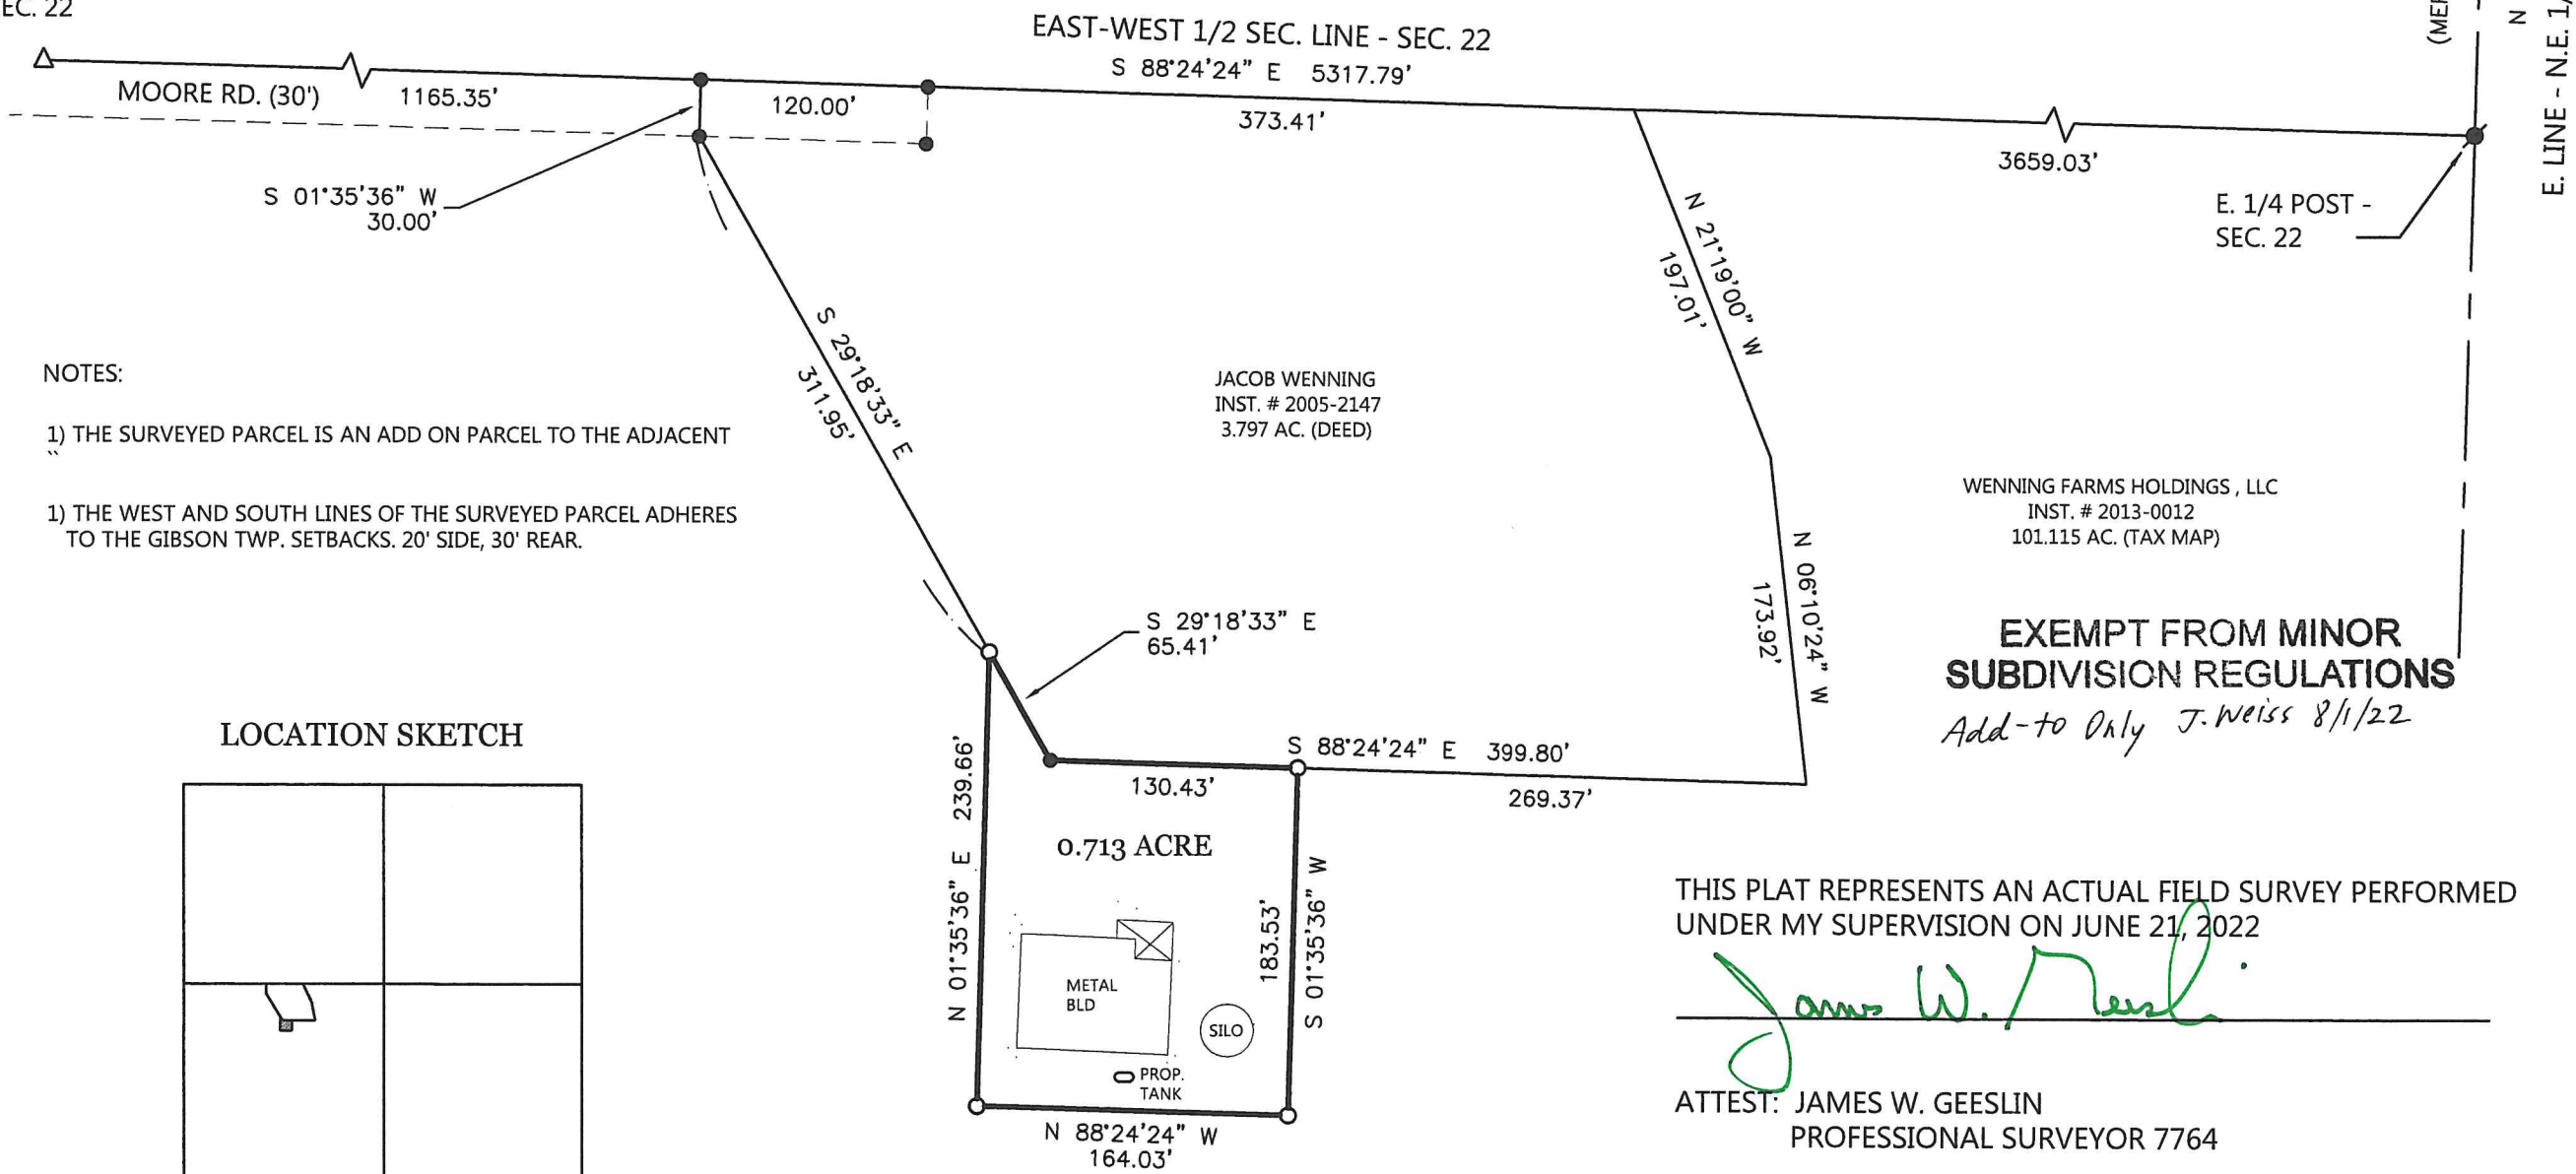 EC. 22
EAST-WEST 1/2 SEC. LINE - SEC. 22
S 88°24'24" E 5317.79'
MOORE RD. (30')
1165.35'
120.00'
373.41'
3659.03'
(MER
N
E. LINE - N.E. 1/
S 01°35'36" W
30.00'
E. 1/4 POST -
SEC. 22
N 21°19'00" W
197.01'
S 29°18'33" E
311.95'
NOTES:
1) THE SURVEYED PARCEL IS AN ADD ON PARCEL TO THE ADJACENT
``
1) THE WEST AND SOUTH LINES OF THE SURVEYED PARCEL ADHERES
TO THE GIBSON TWP. SETBACKS. 20' SIDE, 30' REAR.
JACOB WENNING
INST. # 2005-2147
3.797 AC. (DEED)
WENNING FARMS HOLDINGS , LLC
INST. # 2013-0012
101.115 AC. (TAX MAP)
N 06°10'24" W
173.92'
S 29°18'33" E
65.41'
EXEMPT FROM MINOR
SUBDIVISION REGULATIONS
Add-to Only J. Weiss 8/1/22
LOCATION SKETCH
S 88°24'24" E 399.80'
130.43'
269.37'
N 01°35'36" E 239.66'
0.713 ACRE
183.53'
S 01°35'36" W
METAL
BLD
SILO
PROP.
TANK
N 88°24'24" W
164.03'
THIS PLAT REPRESENTS AN ACTUAL FIELD SURVEY PERFORMED
UNDER MY SUPERVISION ON JUNE 21, 2022
James W. Geesli
ATTEST: JAMES W. GEESLIN
PROFESSIONAL SURVEYOR 7764